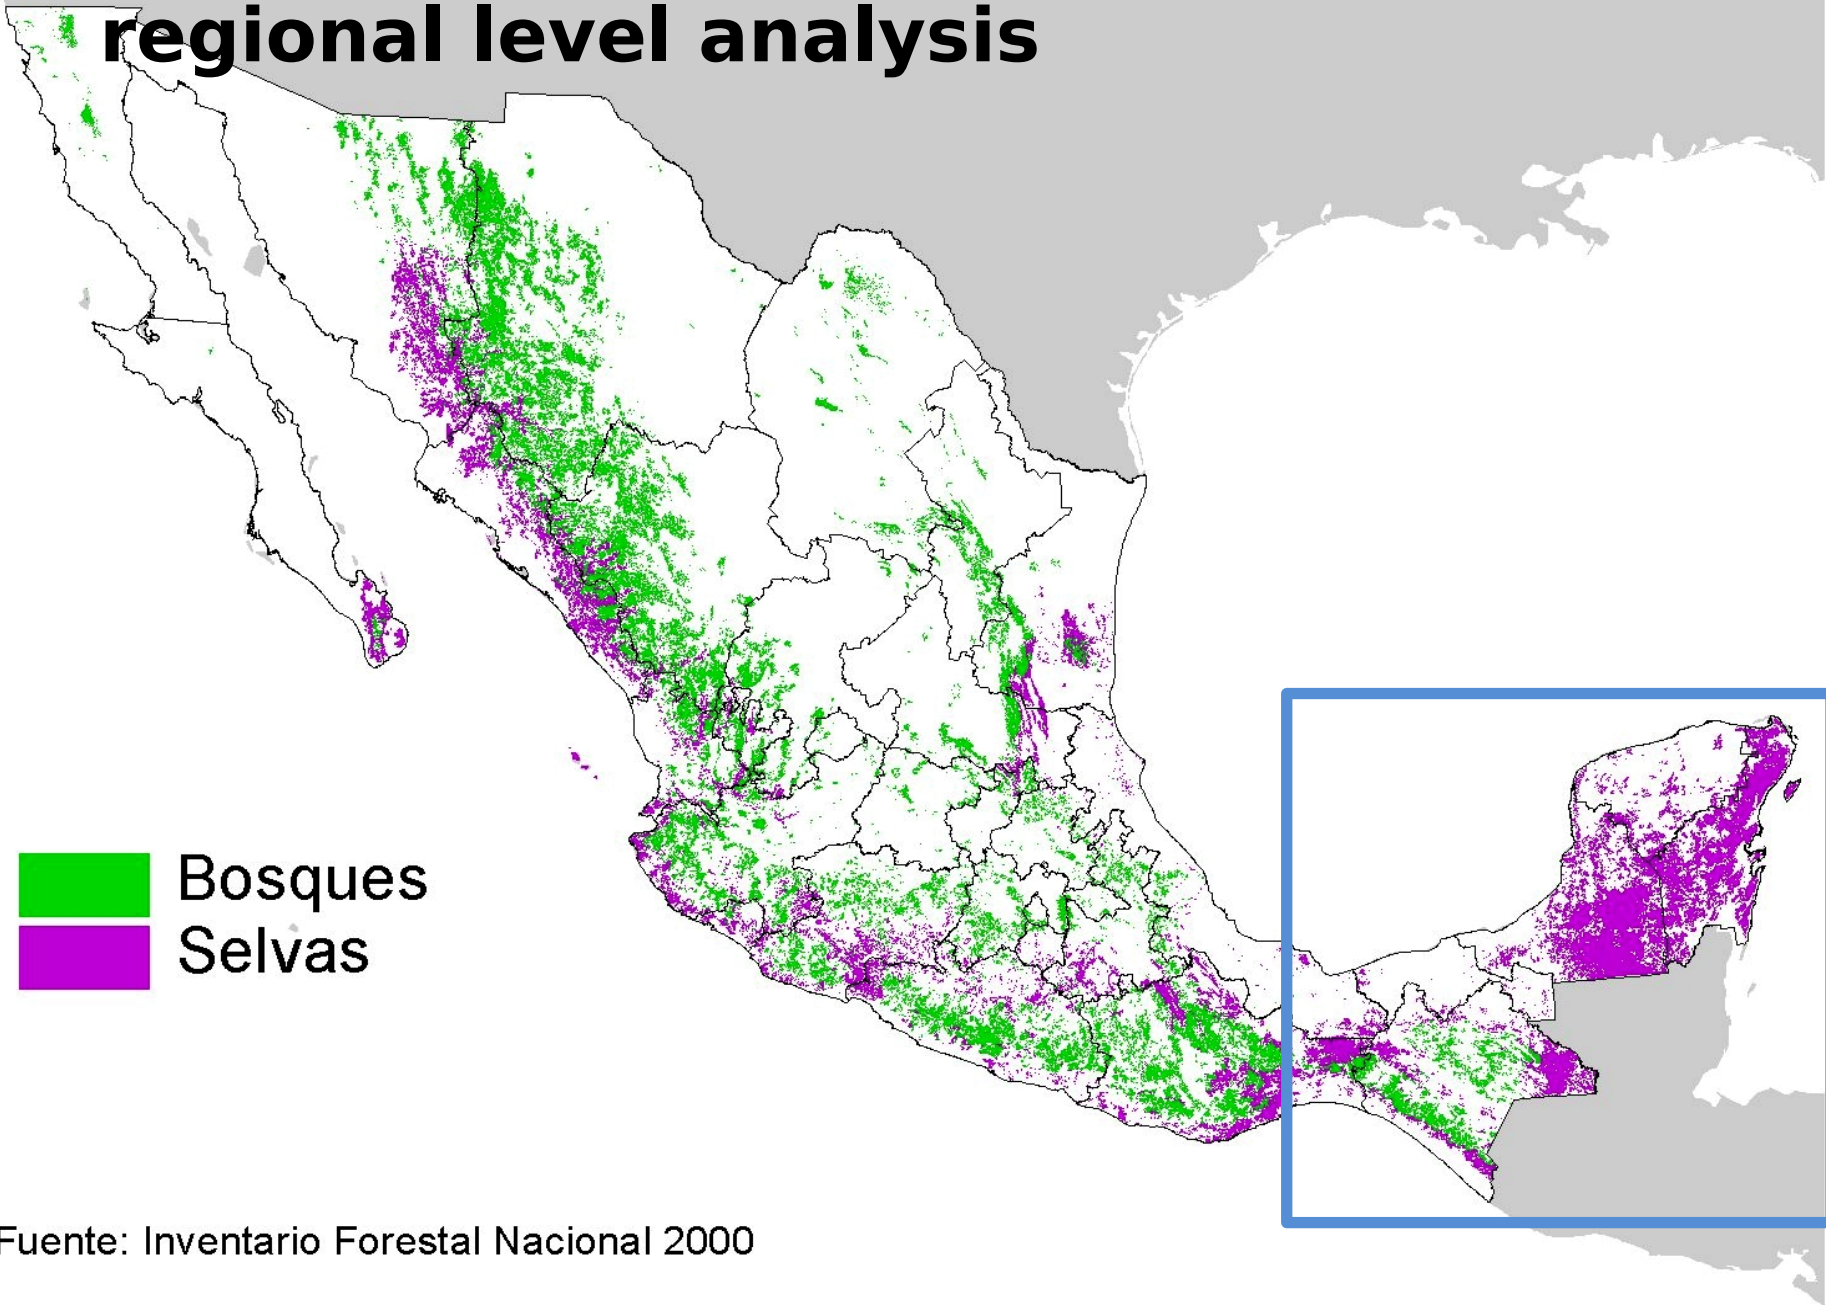 regional level analysis
Bosques
Selvas
Fuente: Inventario Forestal Nacional 2000